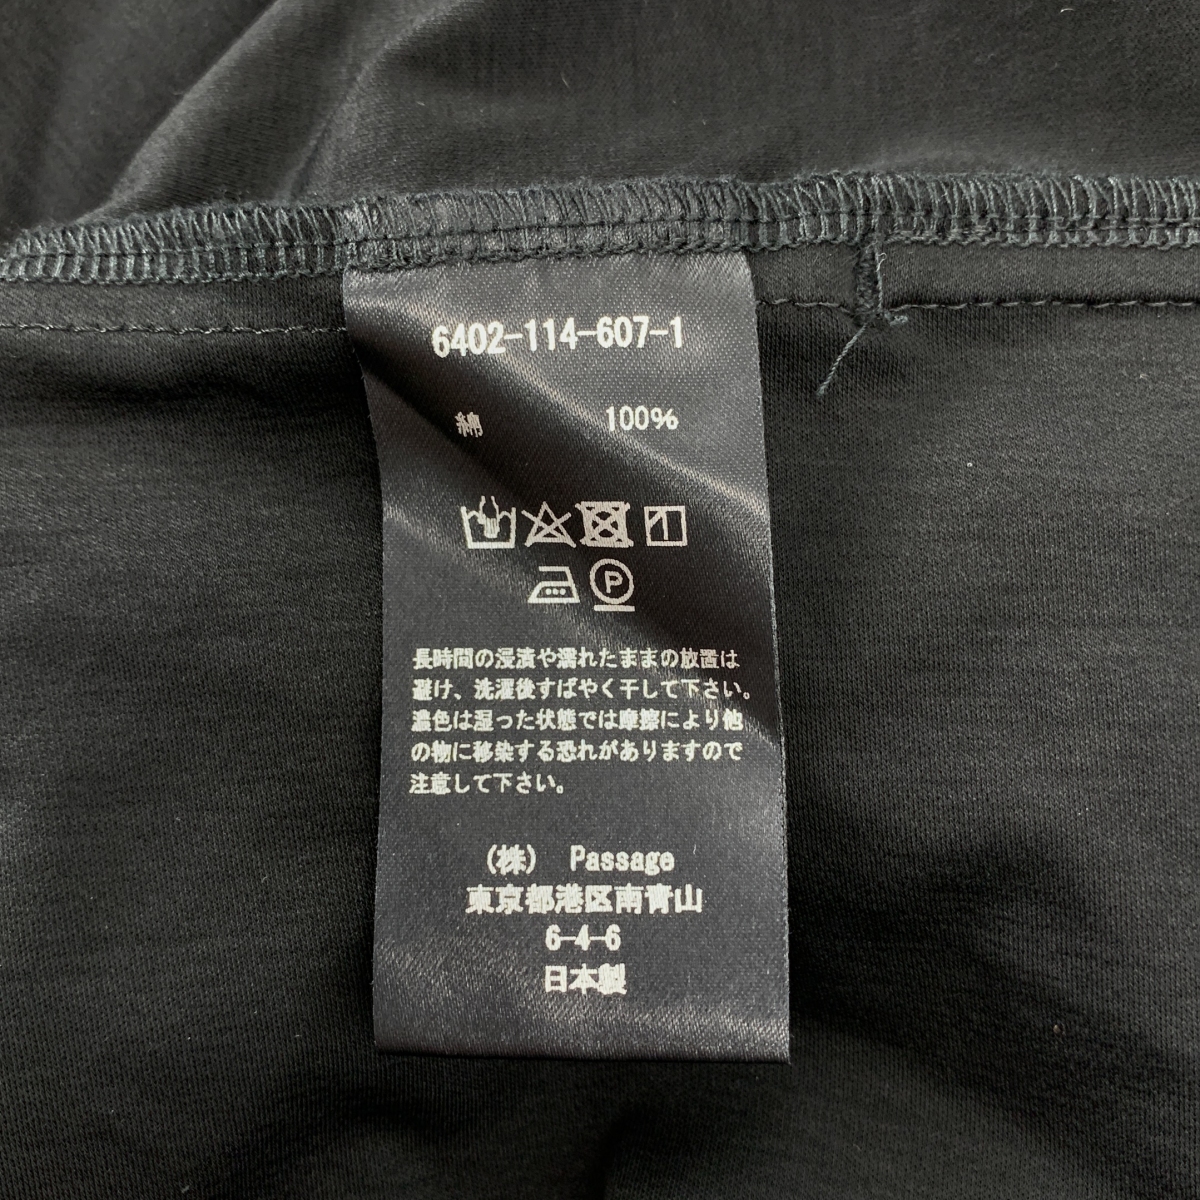 6402-114-607-1
綿 100%
P
長時間の浸漬や濡れたままの放置は
避け、洗濯後すばやく干して下さい。
濃色は湿った状態では摩擦により他
の物に移染する恐れがありますので
注意して下さい。
(株) Passage
東京都港区南青山
6-4-6
日本製